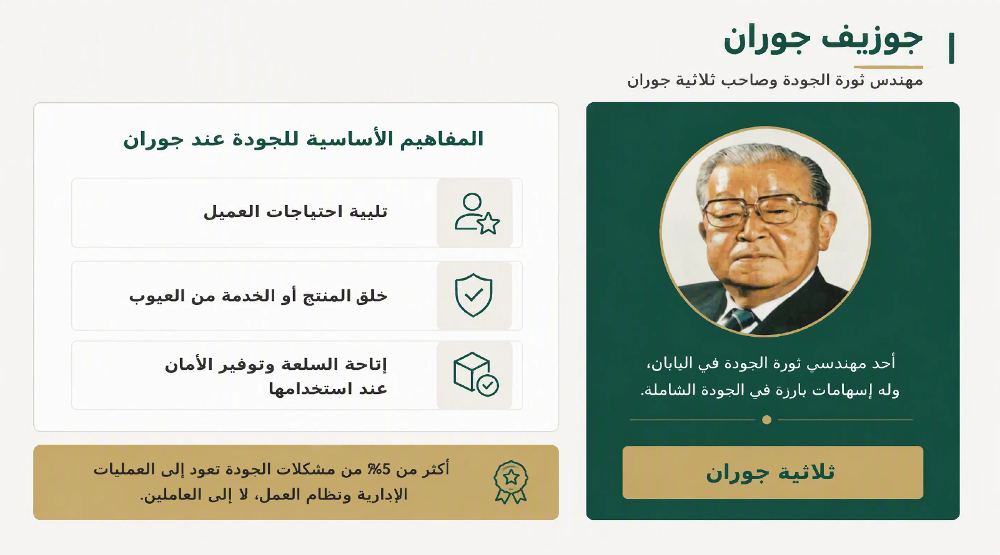 جوزيف جوران
مهندس ثورة الجودة وصاحب ثلاثية جوران
أحد مهندسي ثورة الجودة في اليابان،
وله إسهامات بارزة في الجودة الشاملة.
ثلاثية جوران
المفاهيم الأساسية للجودة عند جوران
تليية احتياجات العميل
خلق المنتج أو الخدمة من العيوب
إتاحة السلعة وتوفير الأمان
عند استخدامها
أكثر من 5% من مشكلات الجودة تعود إلى العمليات
الإدارية وتظام العمل، لا إلى العاملين.